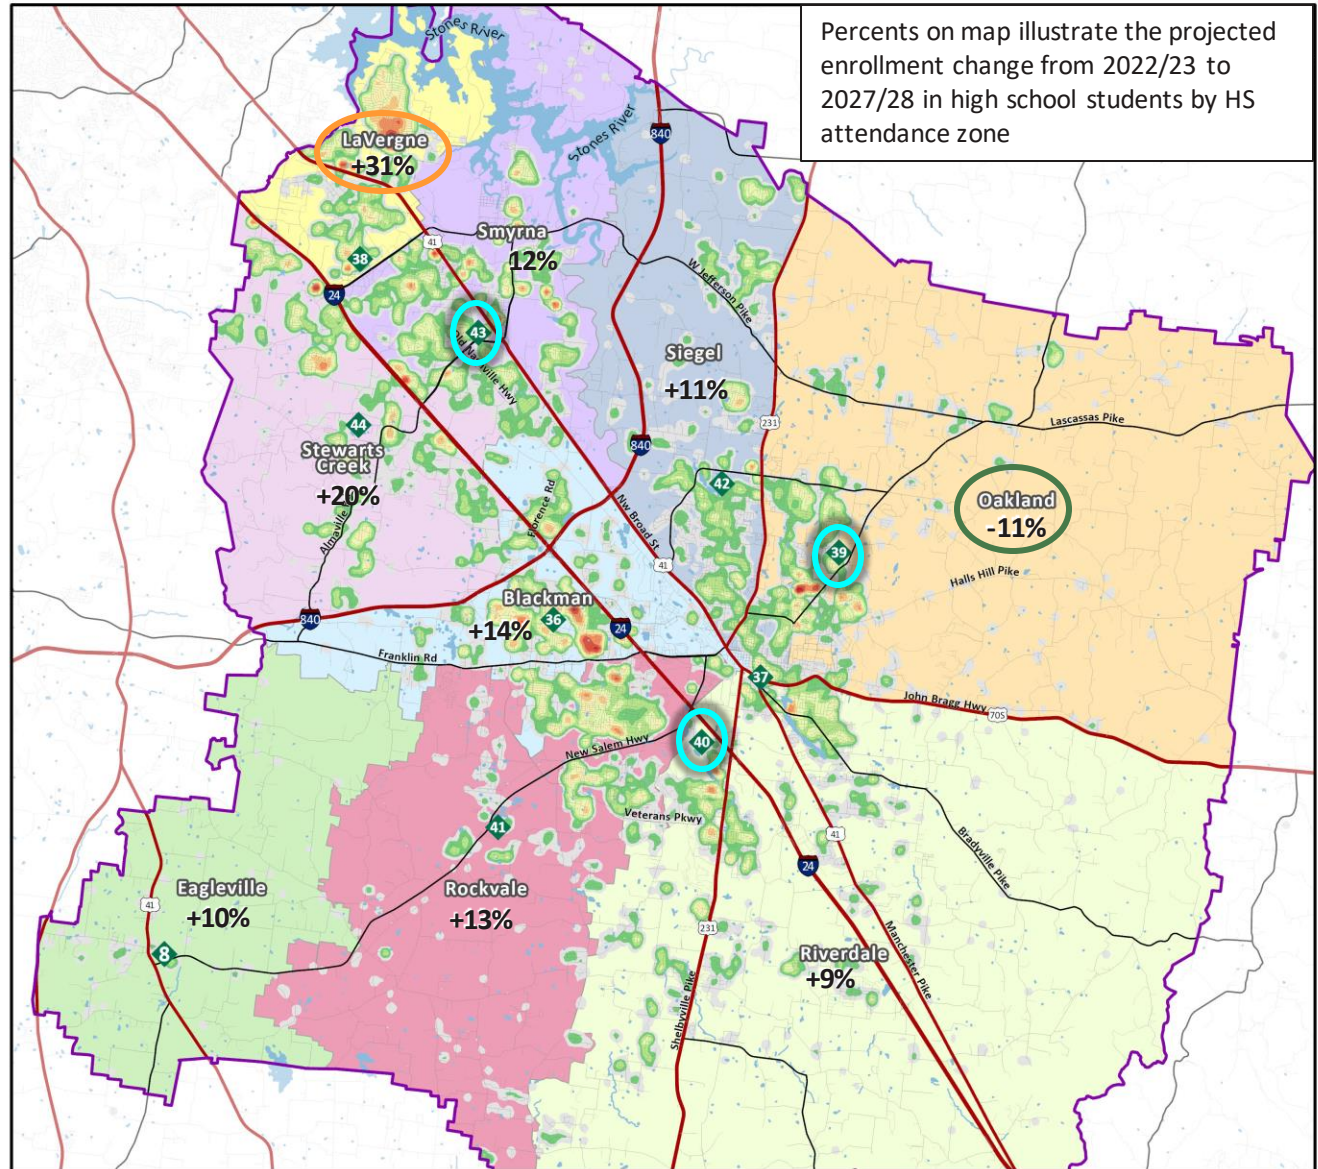 Percents on map illustrate the projected
enrollment change from 2022/23 to
2027/28 in high school students by HS
attendance zone
Stones River
Stones River
840
LaVergne
+31%
38
24
41
Smyrna
12%
43
Old Nashville Hwy
W Jefferson Pike
Siegel
+11%
231
840
Lascassas Pike
44
Stewarts
Creek
+20%
Almaville
Florence Rd
Nw Broad St
42
41
39
Oakland
-11%
Halls Hill Pike
Blackman
+14%
36
24
840
Franklin Rd
37
John Bragg Hwy
70S
40
New Salem Hwy
Veterans Pkwy
41
41
24
Bradyville Pike
Eagleville
+10%
41
8
Rockvale
+13%
231
Riverdale
+9%
Manchester Pike
Shelbyville Pike